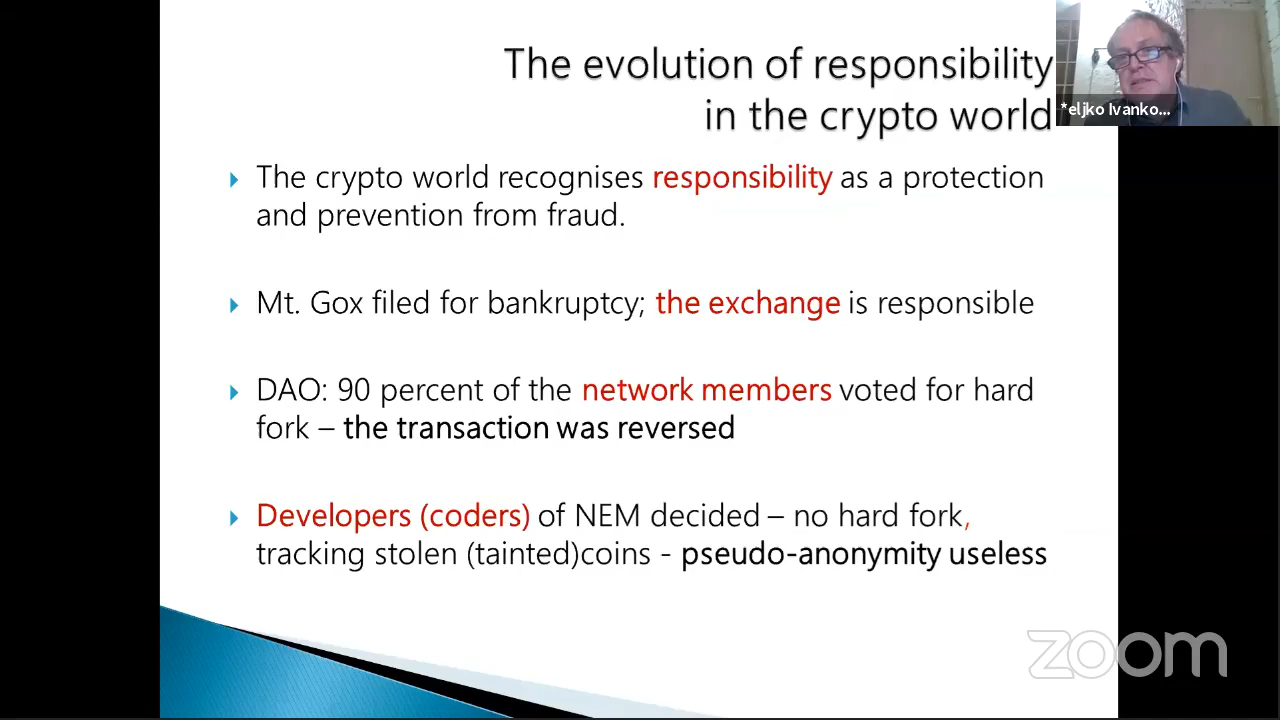 The evolution of responsibility
in the crypto world
*eljko Ivanko...
The crypto world recognises responsibility as a protection
and prevention from fraud.
Mt. Gox filed for bankruptcy; the exchange is responsible
DAO: 90 percent of the network members voted for hard
fork – the transaction was reversed
Developers (coders) of NEM decided – no hard fork,
tracking stolen (tainted)coins - pseudo-anonymity useless
zoom